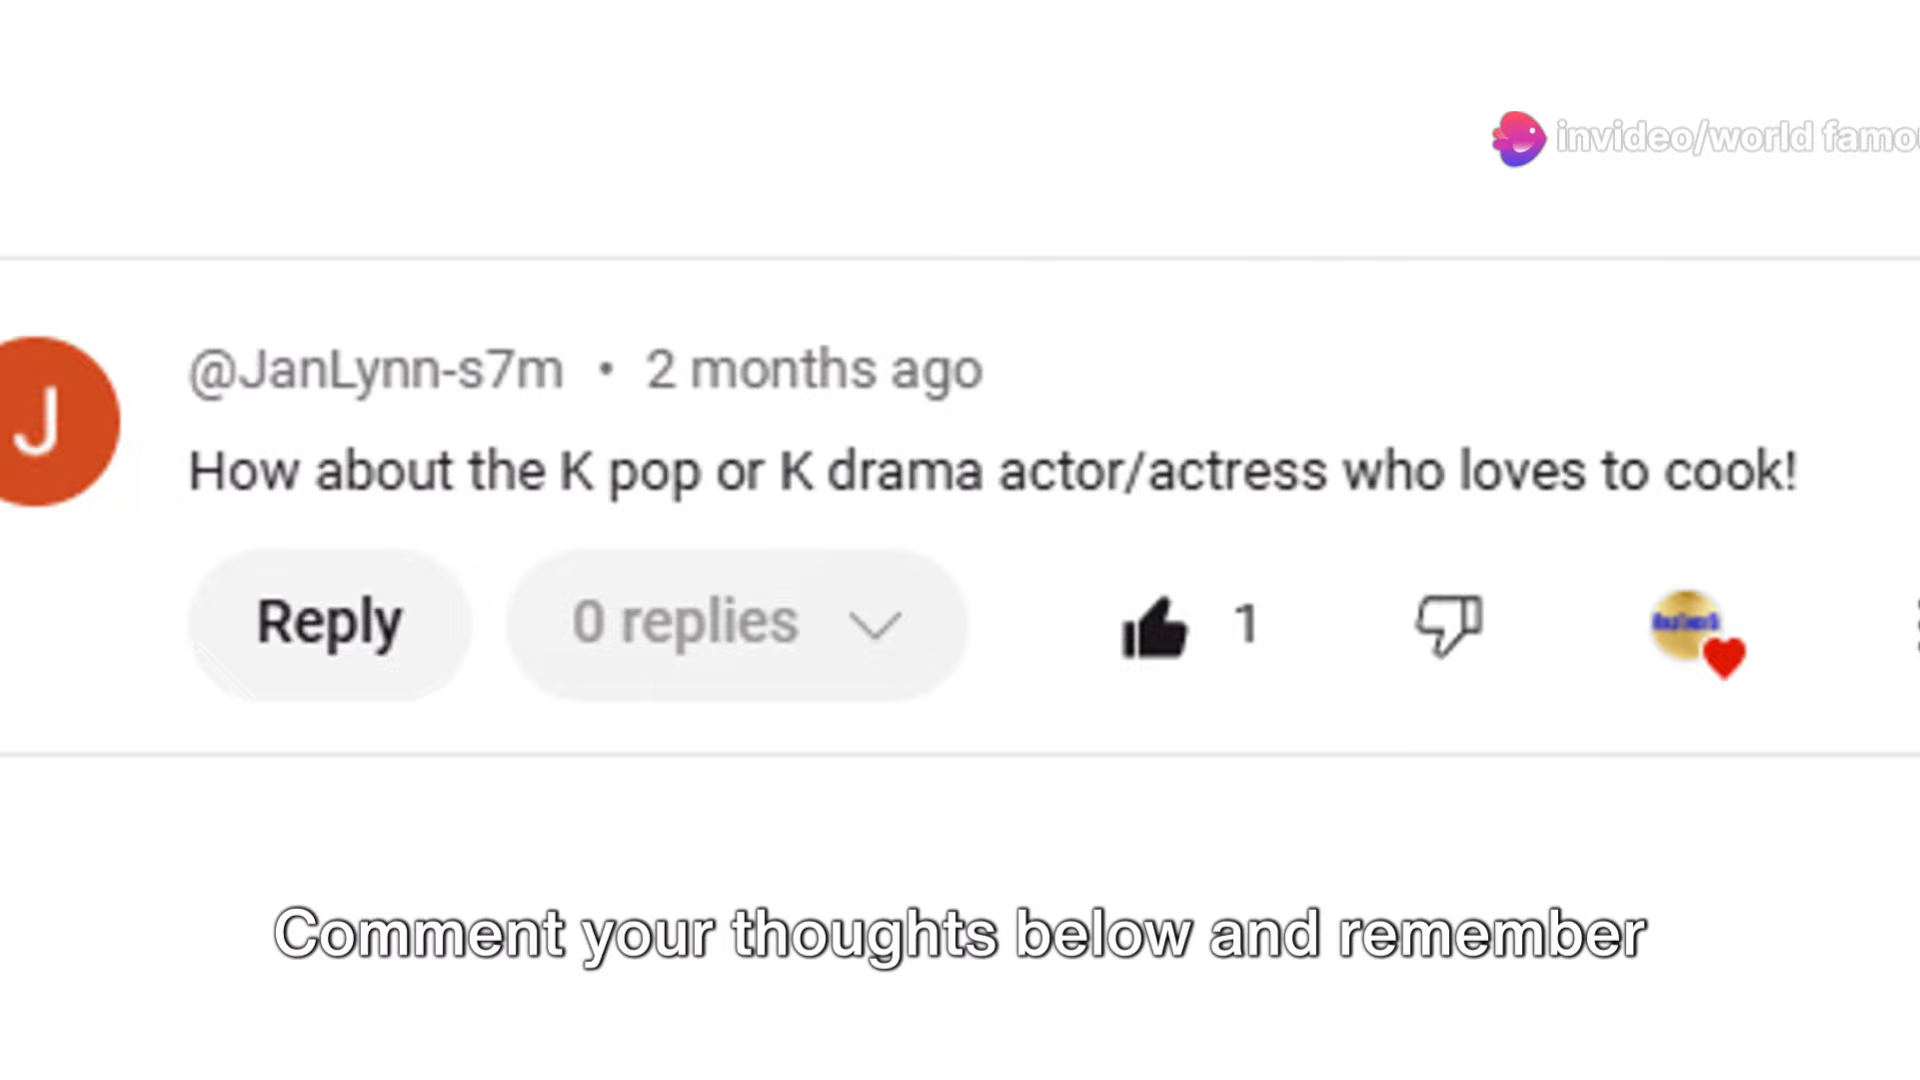 invideo/world famo
J
@JanLynn-s7m • 2 months ago
How about the K pop or K drama actor/actress who loves to cook!
Reply
0 replies
1
Comment your thoughts below and remember